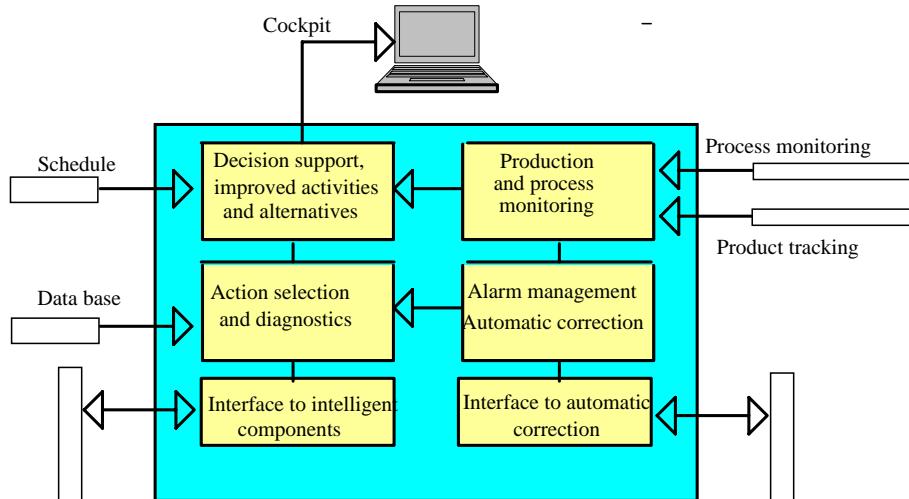 Cockpit
Schedule
Decision support,
improved activities
and alternatives
Production
and process
monitoring
Process monitoring
Product tracking
Data base
Action selection
and diagnostics
Alarm management
Automatic correction
Interface to intelligent
components
Interface to automatic
correction